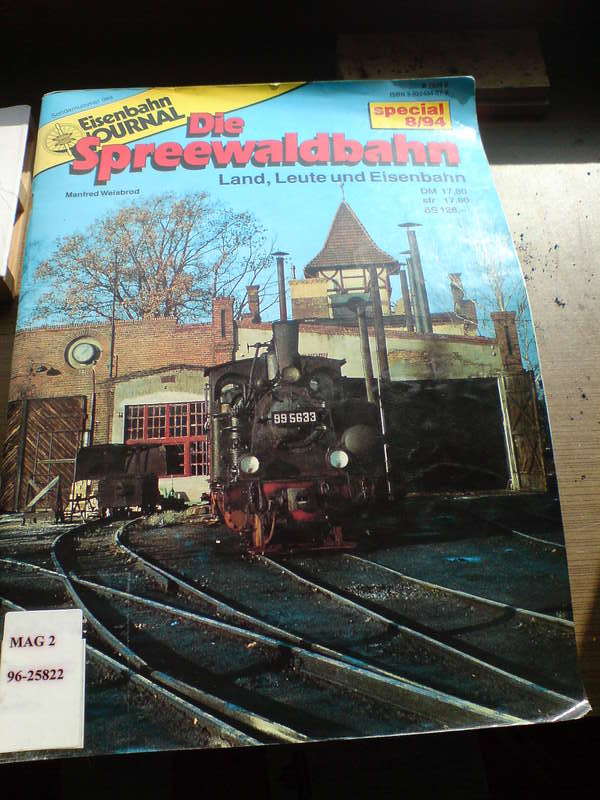 Eisenbahn
JOURNAL
special
8/94
Die
Spreewaldbahn
Land, Leute und Eisenbahn
Manfred Weisbrod
DM 17,80
sfr 17.80
öS 128,-
99 5633
MAG 2
96-25822